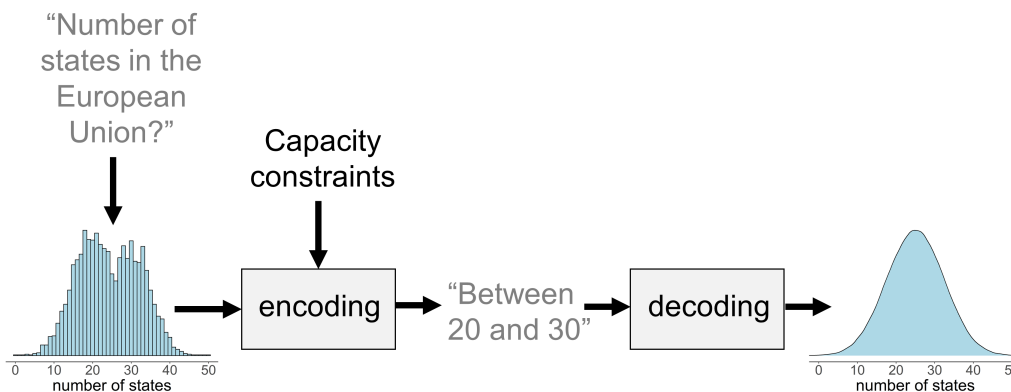 “Number of
states in the
European
Union?”
Capacity
constraints
encoding
“Between
20 and 30”
decoding
0 10 20 30 40 50
number of states
0 10 20 30 40 50
number of states